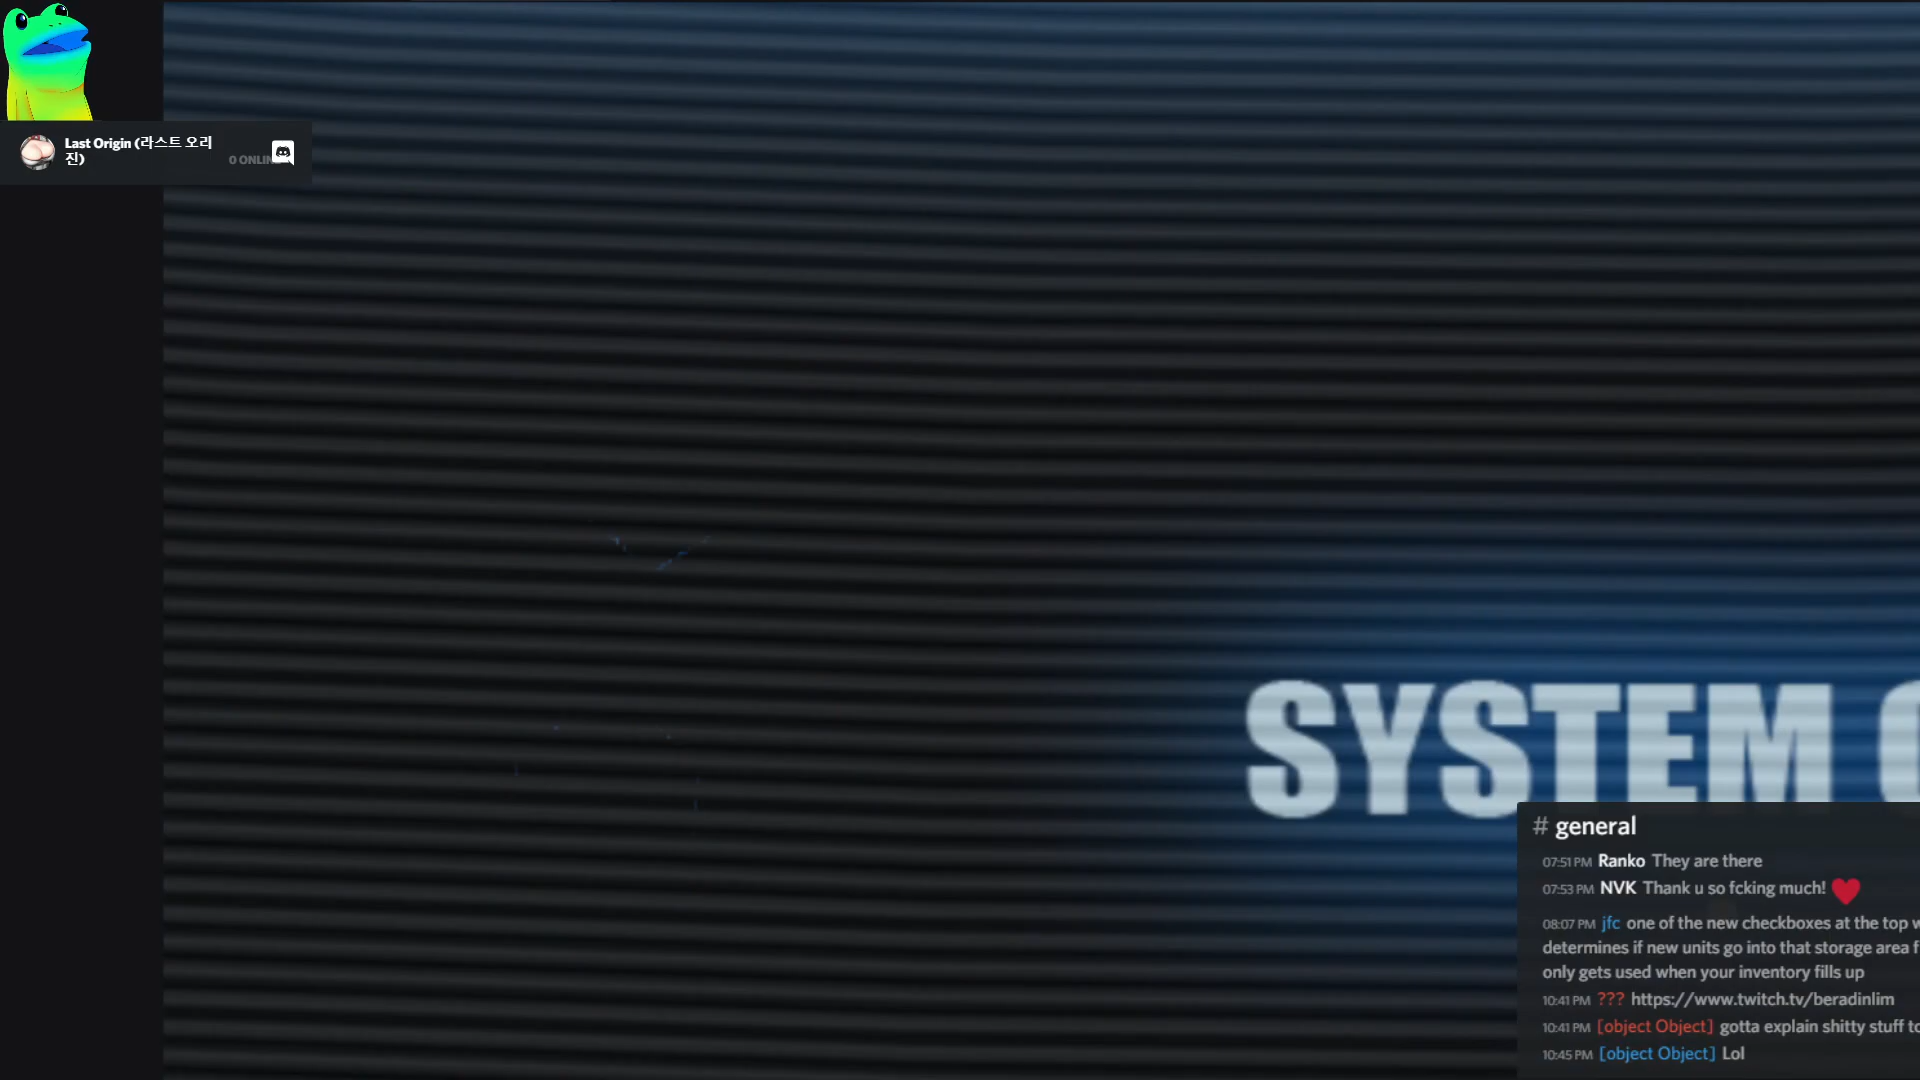 Last Origin (라스트 오리
진)
0 ONLIN
SYSTEM
# general
07:51 PM Ranko They are there
07:53 PM NVK Thank u so fcking much!
08:07 PM jfc one of the new checkboxes at the top
determines if new units go into that storage area
only gets used when your inventory fills up
10:41 PM ??? https://www.twitch.tv/beradinlim
10:41 PM [object Object] gotta explain shitty stuff to
10:45 PM [object Object] Lol